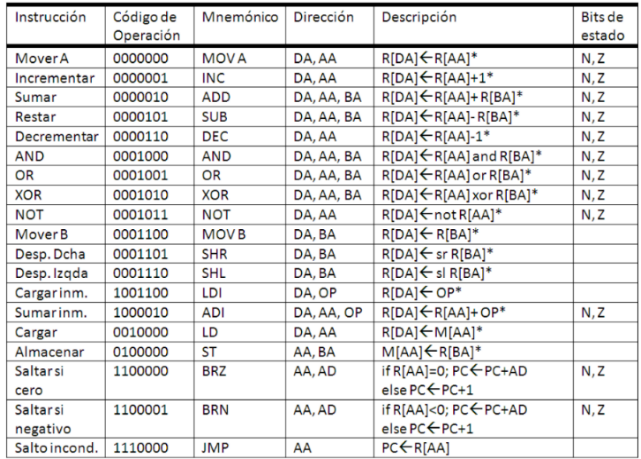 Instrucción Código de Operación Mnemónico Dirección Descripción Bits de estado
Mover A 0000000 MOV A DA, AA R[DA]←R[AA]* N, Z
Incrementar 0000001 INC DA, AA R[DA]←R[AA]+1* N, Z
Sumar 0000010 ADD DA, AA, BA R[DA]←R[AA]+ R[BA]* N, Z
Restar 0000101 SUB DA, AA, BA R[DA]←R[AA]- R[BA]* N, Z
Decrementar 0000110 DEC DA, AA R[DA]←R[AA]-1* N, Z
AND 0001000 AND DA, AA, BA R[DA]←R[AA] and R[BA]* N, Z
OR 0001001 OR DA, AA, BA R[DA]←R[AA] or R[BA]* N, Z
XOR 0001010 XOR DA, AA, BA R[DA]←R[AA] xor R[BA]* N, Z
NOT 0001011 NOT DA, AA R[DA]←not R[AA]* N, Z
Mover B 0001100 MOV B DA, BA R[DA]← R[BA]*
Desp. Dcha 0001101 SHR DA, BA R[DA]← sr R[BA]*
Desp. Izqda 0001110 SHL DA, BA R[DA]← sl R[BA]*
Cargar inm. 1001100 LDI DA, OP R[DA]← OP*
Sumar inm. 1000010 ADI DA, AA, OP R[DA]←R[AA]+ OP* N, Z
Cargar 0010000 LD DA, AA R[DA]←M[AA]*
Almacenar 0100000 ST AA, BA M[AA]←R[BA]*
Saltar si cero 1100000 BRZ AA, AD if R[AA]=0; PC←PC+AD N, Z
else PC←PC+1
Saltar si negativo 1100001 BRN AA, AD if R[AA]<0; PC←PC+AD N, Z
else PC←PC+1
Salto incond. 1110000 JMP AA PC←R[AA]